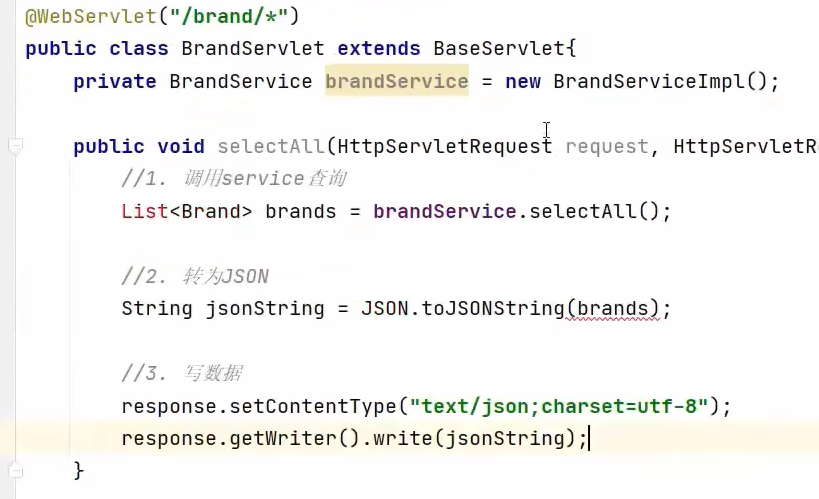 @WebServlet("/brand/*")
public class BrandServlet extends BaseServlet{
    private BrandService brandService = new BrandServiceImpl();
    public void selectAll(HttpServletRequest request, HttpServletR
        //1. 调用service查询
        List<Brand> brands = brandService.selectAll();
        //2. 转为JSON
        String jsonString = JSON.toJSONString(brands);
        //3. 写数据
        response.setContentType("text/json;charset=utf-8");
        response.getWriter().write(jsonString);
    }